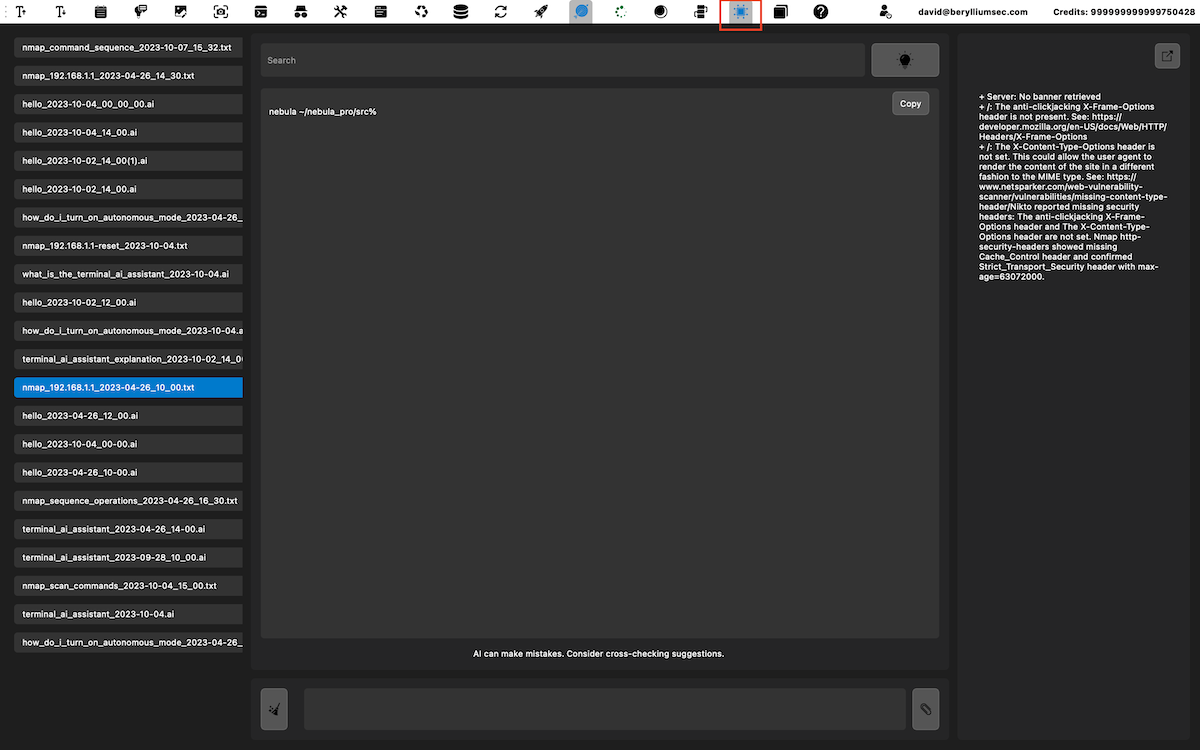 david@berylliumsec.com
Credits: 999999999999750428
nmap_command_sequence_2023-10-07_15_32.txt
nmap_192.168.1.1_2023-04-26_14_30.txt
hello_2023-10-04_00_00_00.ai
hello_2023-10-04_14_00.ai
hello_2023-10-02_14_00(1).ai
hello_2023-10-02_14_00.ai
how_do_i_turn_on_autonomous_mode_2023-04-26_
nmap_192.168.1.1-reset_2023-10-04.txt
what_is_the_terminal_ai_assistant_2023-10-04.ai
hello_2023-10-02_12_00.ai
how_do_i_turn_on_autonomous_mode_2023-10-04.a
terminal_ai_assistant_explanation_2023-10-02_14_0
nmap_192.168.1.1_2023-04-26_10_00.txt
hello_2023-04-26_12_00.ai
hello_2023-10-04_00-00.ai
hello_2023-04-26_10-00.ai
nmap_sequence_operations_2023-04-26_16_30.txt
terminal_ai_assistant_2023-04-26_14-00.ai
terminal_ai_assistant_2023-09-28_10_00.ai
nmap_scan_commands_2023-10-04_15_00.txt
terminal_ai_assistant_2023-10-04.ai
how_do_i_turn_on_autonomous_mode_2023-04-26_
Search
Copy
nebula ~/nebula_pro/src%
AI can make mistakes. Consider cross-checking suggestions.
+ Server: No banner retrieved
+ /: The anti-clickjacking X-Frame-Options
header is not present. See: https://
developer.mozilla.org/en-US/docs/Web/HTTP/
Headers/X-Frame-Options
+ /: The X-Content-Type-Options header is
not set. This could allow the user agent to
render the content of the site in a different
fashion to the MIME type. See: https://
www.netsparker.com/web-vulnerability-
scanner/vulnerabilities/missing-content-type-
header/Nikto reported missing security
headers: The anti-clickjacking X-Frame-
Options header and The X-Content-Type-
Options header are not set. Nmap http-
security-headers showed missing
Cache_Control header and confirmed
Strict_Transport_Security header with max-
age=63072000.